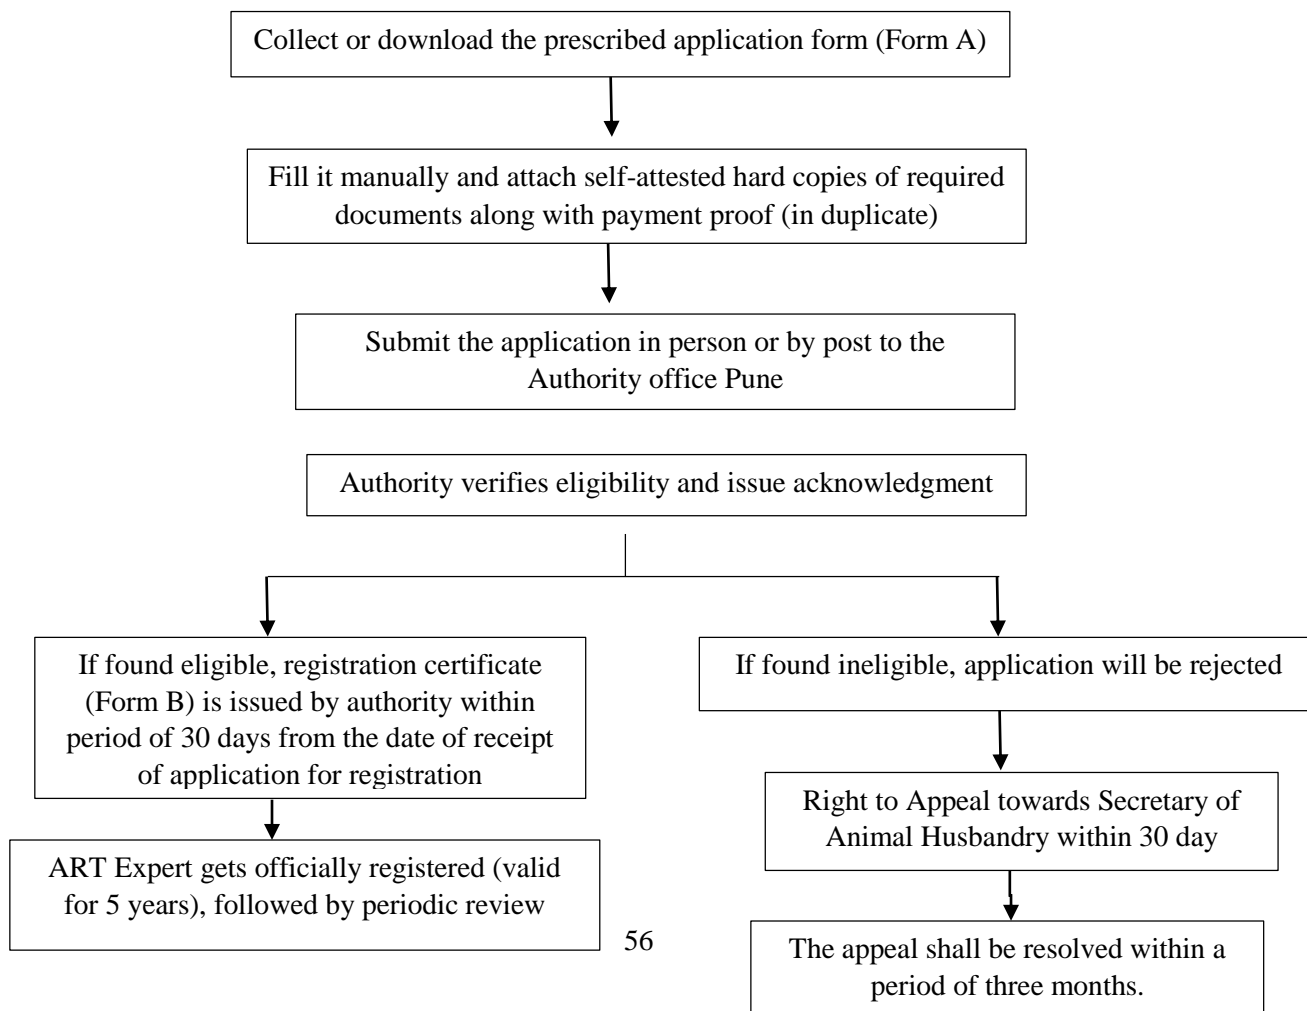 Collect or download the prescribed application form (Form A)
Fill it manually and attach self-attested hard copies of required
documents along with payment proof (in duplicate)
Submit the application in person or by post to the
Authority office Pune
Authority verifies eligibility and issue acknowledgment
If found eligible, registration certificate
(Form B) is issued by authority within
period of 30 days from the date of receipt
of application for registration
ART Expert gets officially registered (valid
for 5 years), followed by periodic review
If found ineligible, application will be rejected
Right to Appeal towards Secretary of
Animal Husbandry within 30 day
The appeal shall be resolved within a
period of three months.
56